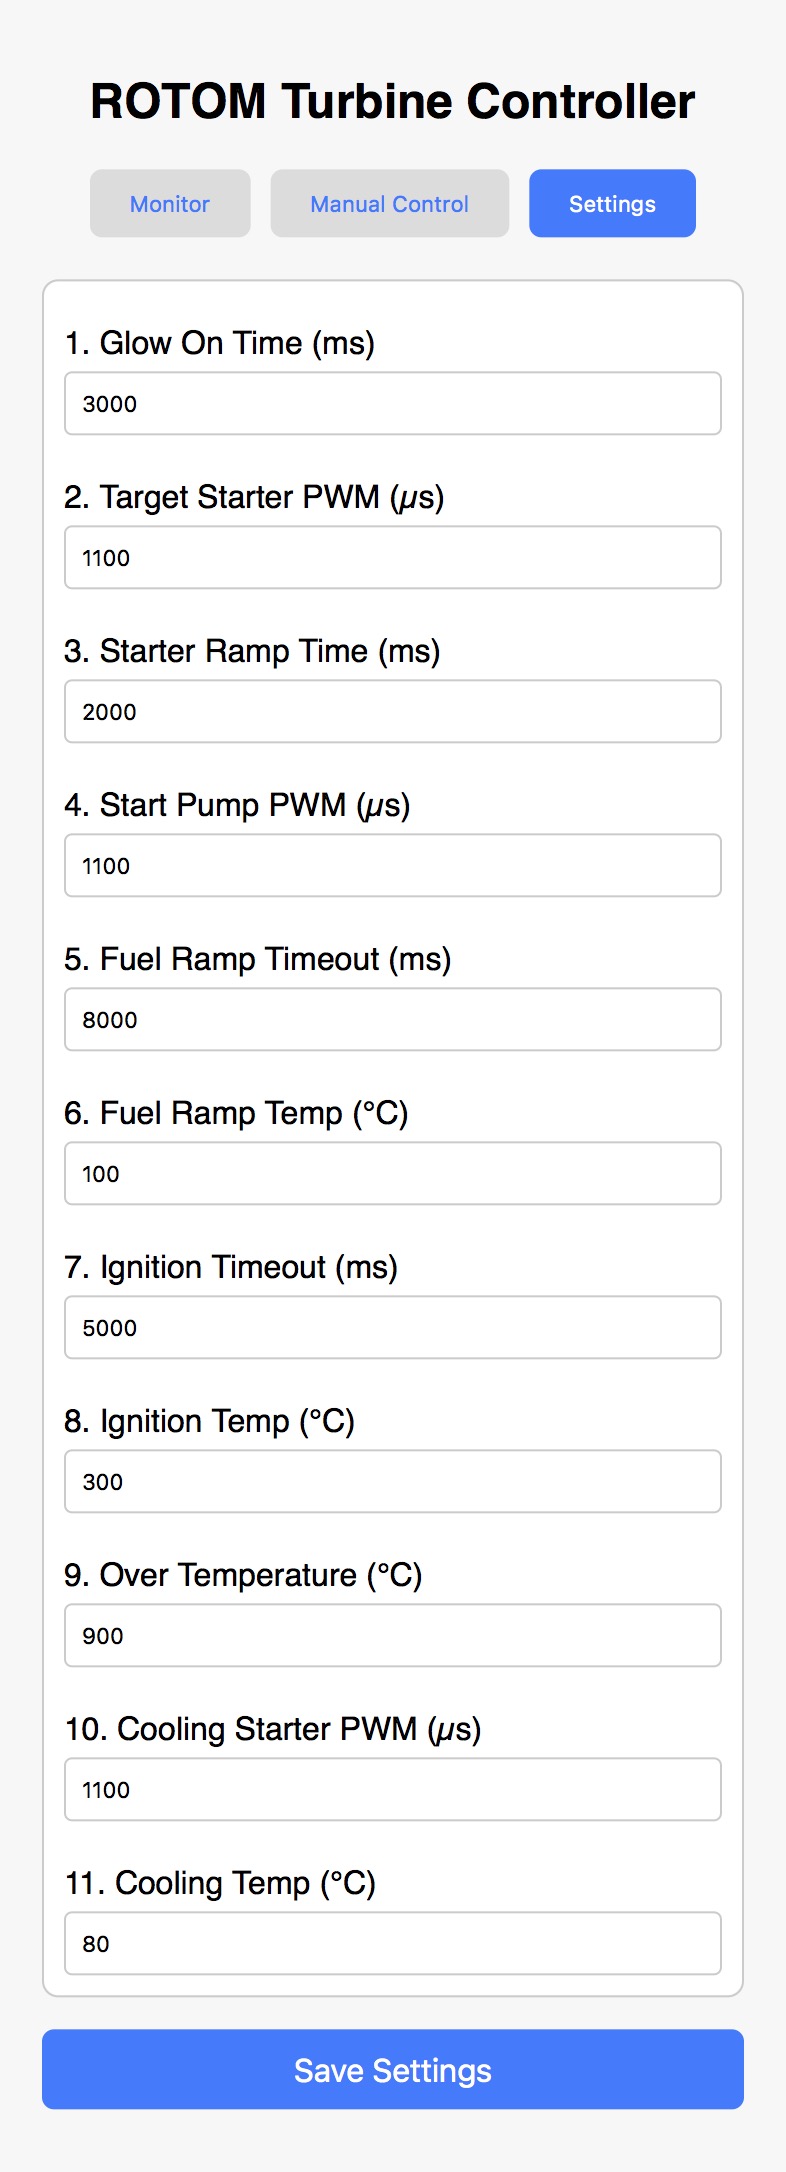 ROTOM Turbine Controller
Monitor Manual Control Settings
1. Glow On Time (ms)
3000
2. Target Starter PWM (μs)
1100
3. Starter Ramp Time (ms)
2000
4. Start Pump PWM (μs)
1100
5. Fuel Ramp Timeout (ms)
8000
6. Fuel Ramp Temp (°C)
100
7. Ignition Timeout (ms)
5000
8. Ignition Temp (°C)
300
9. Over Temperature (°C)
900
10. Cooling Starter PWM (μs)
1100
11. Cooling Temp (°C)
80
Save Settings